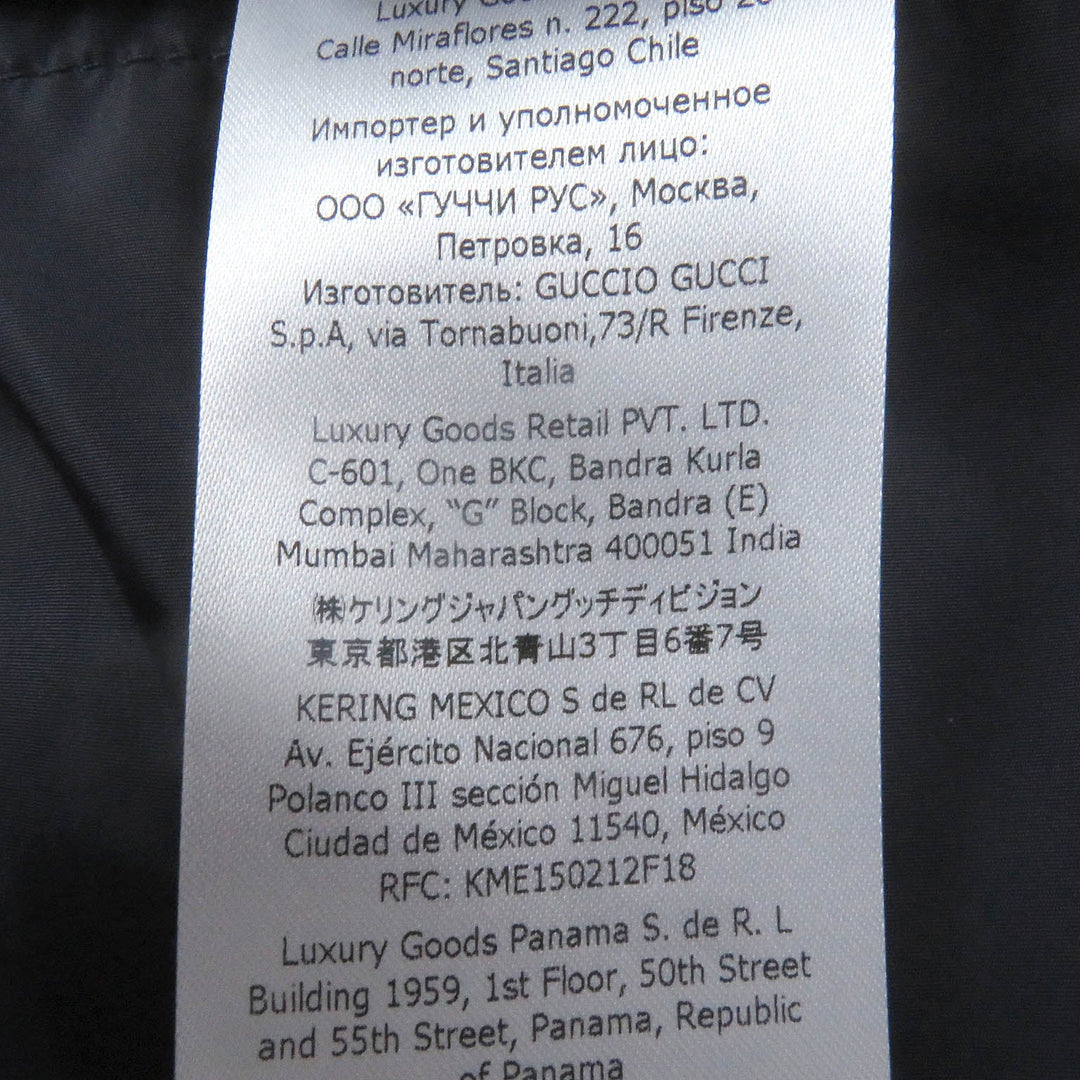 Luxury
Calle Miraflores n. 222, piso
norte, Santiago Chile
Импортер и уполномоченное
изготовителем лицо:
ООО «ГУЧЧИ РУС», Москва,
Петровка, 16
Изготовитель: GUCCIO GUCCI
S.p.A, via Tornabuoni,73/R Firenze,
Italia
Luxury Goods Retail PVT. LTD.
C-601, One BKC, Bandra Kurla
Complex, “G” Block, Bandra (E)
Mumbai Maharashtra 400051 India
㈱ケリングジャパングッチディビジョン
東京都港区北青山3丁目6番7号
KERING MEXICO S de RL de CV
Av. Ejército Nacional 676, piso 9
Polanco III sección Miguel Hidalgo
Ciudad de México 11540, México
RFC: KME150212F18
Luxury Goods Panama S. de R. L
Building 1959, 1st Floor, 50th Street
and 55th Street, Panama, Republic
of Panama